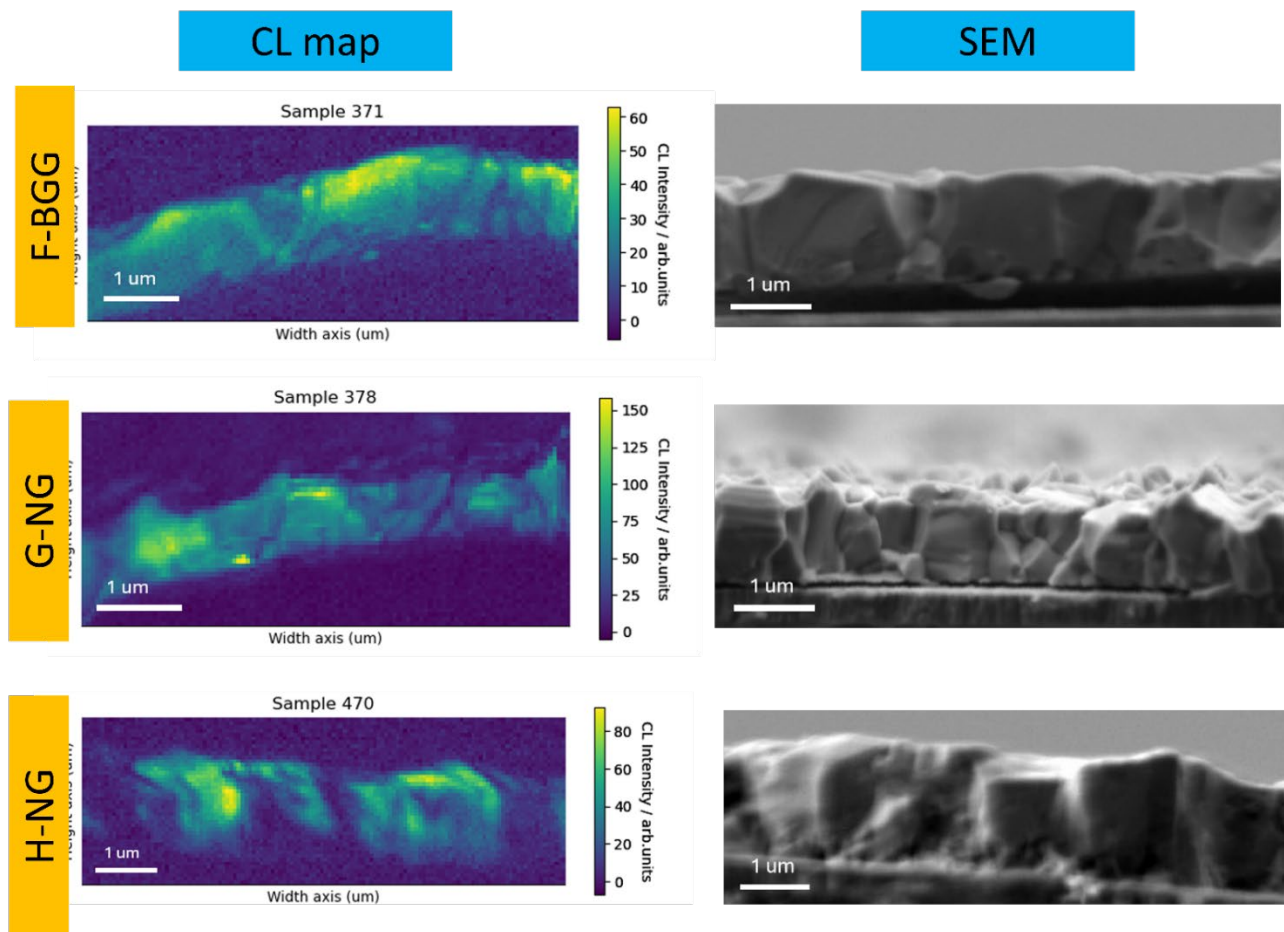 CL map
SEM
F-BGG
Sample 371
60
50
40
30
20
10
0
CL Intensity / arb.units
1 um
Width axis (um)
1 um
G-NG
Sample 378
150
125
100
75
50
25
0
CL Intensity / arb.units
1 um
Width axis (um)
1 um
H-NG
Sample 470
80
60
40
20
0
CL Intensity / arb.units
1 um
Width axis (um)
1 um